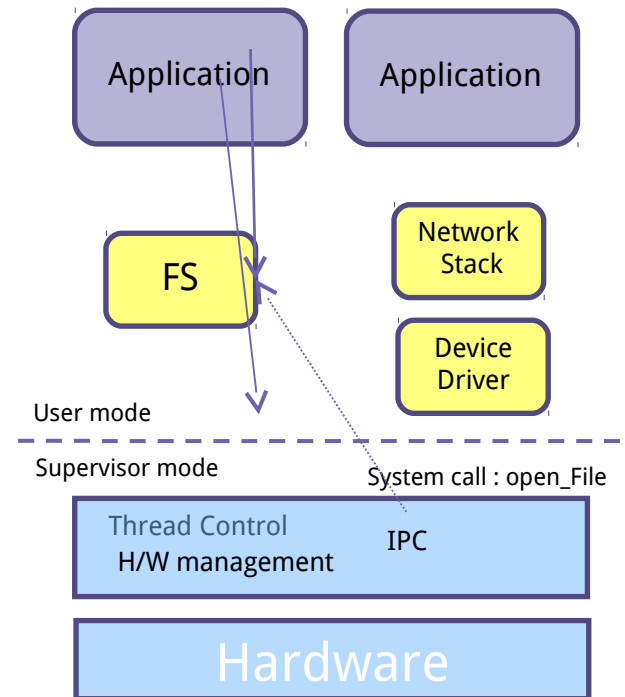 Application
Application
FS
Network
Stack
Device
Driver
User mode
Supervisor mode
System call : open_File
Thread Control
IPC
H/W management
Hardware